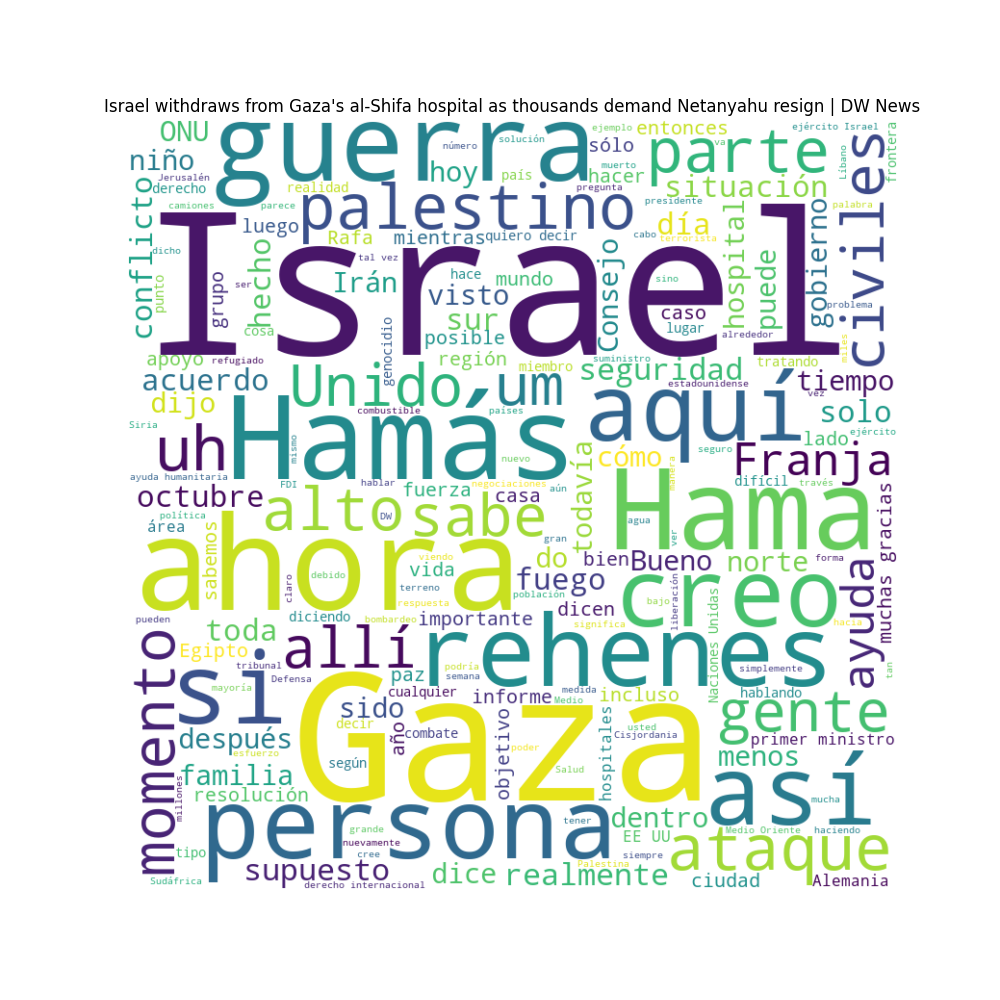 Israel withdraws from Gaza's al-Shifa hospital as thousands demand Netanyahu resign | DW News
ONU
guerra
ejemplo
entonces
ejército Israel
solución
número
sólo
va
parte
niño
Jerusalén
derecho
hoy
país
muerto
hacer
pregunta
situación
Líbano
frontera
civiles
conflicto
camiones
realidad
parece
palestino
presidente
palabra
luego
Rafa
mientras
quiero decir
cabo
día
terrorista
hospital
gobierno
dicho
hecho
tal vez
Israel
Irán
hace
mundo
Consejo
sino
puede
alrededor
problema
punto
grupo
ser
visto
caso
lugar
cosa
sur
posible
genocidio
miles
apoyo
refugiado
región
miembro
suministro
seguridad
tratando
acuerdo
Unido
um
estadounidense
tiempo
vez
dijo
combustible
países
aquí
solo
Siria
Hamás
ejército
uh
mismo
nuevo
seguro
lado
cómo
Franja
manera
ayuda humanitaria
FDI
hablar
negociaciones
aún
todavía
difícil
través
octubre
fuerza
casa
Hama
política
alto
DW
sabe
gran
agua
ver
área
sabemos
ahora
viendo
do
bien
Bueno
norte
forma
muchas gracias
claro
debido
vida
fuego
terreno
población
creo
ayuda
respuesta
dicen
bajo
liberación
pueden
diciendo
bombardeo
importante
significa
hacia
toda
allí
rehenes
momento
Egipto
tribunal
podría
simplemente
tan
mayoría
Defensa
si
paz
semana
Naciones Unidas
cualquier
informe
medida
Medio
incluso
hablando
sido
Gaza
decir
año
combate
objetivo
usted
Cisjordania
gente
después
esfuerzo
poder
primer ministro
según
Salud
hospitales
menos
familia
millones
resolución
así
mucha
persona
tener
dentro
grande
nuevamente
EE UU
Medio Oriente
haciendo
tipo
cree
siempre
ataque
supuesto
Palestina
Sudáfrica
dice
realmente
ciudad
Alemania
derecho internacional